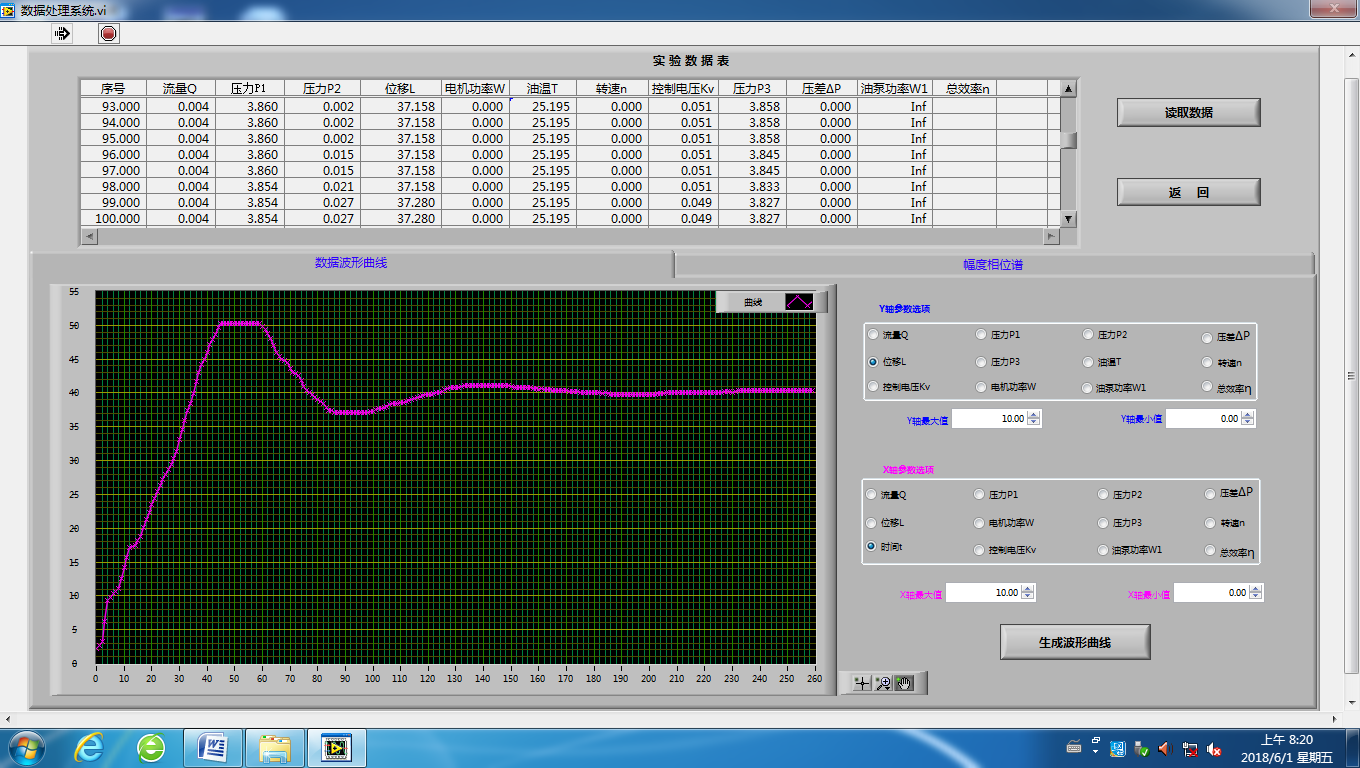 数据处理系统.vi
实验数据表
序号 流量Q 压力P1 压力P2 位移L 电机功率W 油温T 转速n 控制电压Kv 压力P3 压差ΔP 油泵功率W1 总效率η
93.000 0.004 3.860 0.002 37.158 0.000 25.195 0.000 0.051 3.858 0.000 Inf
94.000 0.004 3.860 0.002 37.158 0.000 25.195 0.000 0.051 3.858 0.000 Inf
95.000 0.004 3.860 0.002 37.158 0.000 25.195 0.000 0.051 3.858 0.000 Inf
96.000 0.004 3.860 0.015 37.158 0.000 25.195 0.000 0.051 3.845 0.000 Inf
97.000 0.004 3.860 0.015 37.158 0.000 25.195 0.000 0.051 3.845 0.000 Inf
98.000 0.004 3.854 0.021 37.158 0.000 25.195 0.000 0.051 3.833 0.000 Inf
99.000 0.004 3.854 0.027 37.280 0.000 25.195 0.000 0.049 3.827 0.000 Inf
100.000 0.004 3.854 0.027 37.280 0.000 25.195 0.000 0.049 3.827 0.000 Inf
读取数据
返 回
数据波形曲线 幅度相位谱
曲线
55
50
45
40
35
30
25
20
15
10
5
0
0 10 20 30 40 50 60 70 80 90 100 110 120 130 140 150 160 170 180 190 200 210 220 230 240 250 260
Y轴参数选项
流量Q 压力P1 压力P2 压差ΔP
位移L 压力P3 油温T 转速n
控制电压Kv 电机功率W 油泵功率W1 总效率η
Y轴最大值 10.00 Y轴最小值 0.00
X轴参数选项
流量Q 压力P1 压力P2 压差ΔP
位移L 电机功率W 压力P3 转速n
时间t 控制电压Kv 油泵功率W1 总效率η
X轴最大值 10.00 X轴最小值 0.00
生成波形曲线
上午 8:20
2018/6/1 星期五